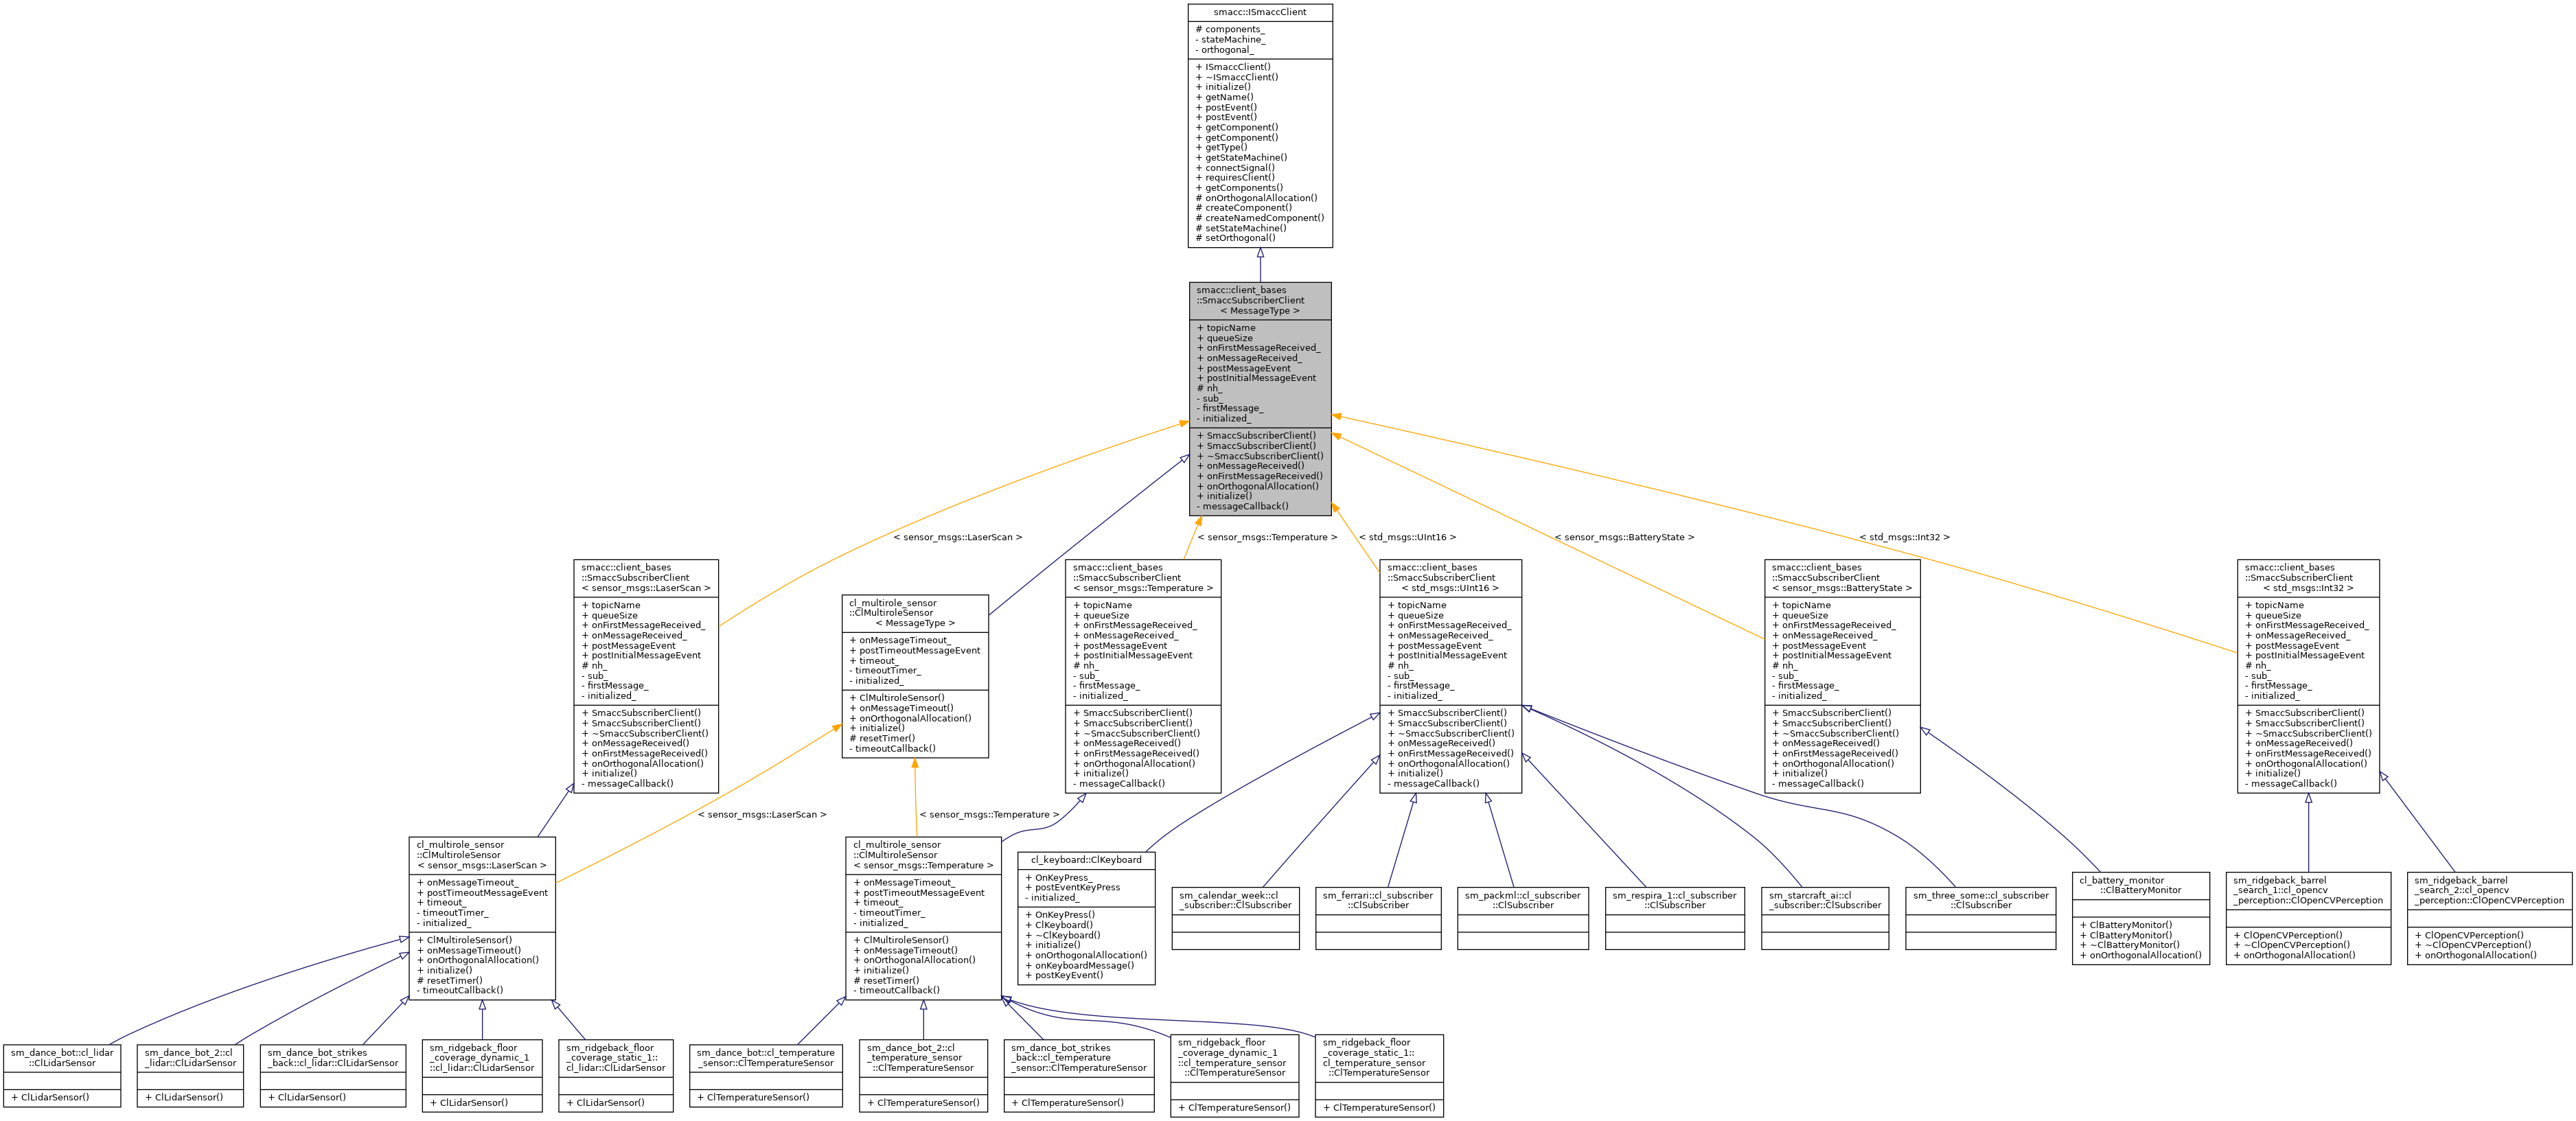 smacc::ISmaccClient
# components_
- stateMachine_
- orthogonal_
+ ISmaccClient()
+ ~ISmaccClient()
+ initialize()
+ getName()
+ postEvent()
+ postEvent()
+ getComponent()
+ getComponent()
+ getType()
+ getStateMachine()
+ connectSignal()
+ requiresClient()
+ getComponents()
# onOrthogonalAllocation()
# createComponent()
# createNamedComponent()
# setStateMachine()
# setOrthogonal()
smacc::client_bases
::SmaccSubscriberClient
< MessageType >
+ topicName
+ queueSize
+ onFirstMessageReceived_
+ onMessageReceived_
+ postMessageEvent
+ postInitialMessageEvent
# nh_
- sub_
- firstMessage_
- initialized_
+ SmaccSubscriberClient()
+ SmaccSubscriberClient()
+ ~SmaccSubscriberClient()
+ onMessageReceived()
+ onFirstMessageReceived()
+ onOrthogonalAllocation()
+ initialize()
- messageCallback()
< sensor_msgs::LaserScan >
< sensor_msgs::Temperature >
< std_msgs::UInt16 >
< sensor_msgs::BatteryState >
< std_msgs::Int32 >
smacc::client_bases
::SmaccSubscriberClient
< sensor_msgs::LaserScan >
+ topicName
+ queueSize
+ onFirstMessageReceived_
+ onMessageReceived_
+ postMessageEvent
+ postInitialMessageEvent
# nh_
- sub_
- firstMessage_
- initialized_
+ SmaccSubscriberClient()
+ SmaccSubscriberClient()
+ ~SmaccSubscriberClient()
+ onMessageReceived()
+ onFirstMessageReceived()
+ onOrthogonalAllocation()
+ initialize()
- messageCallback()
cl_multirole_sensor
::ClMultiroleSensor
< MessageType >
+ onMessageTimeout_
+ postTimeoutMessageEvent
+ timeout_
- timeoutTimer_
- initialized_
+ ClMultiroleSensor()
+ onMessageTimeout()
+ onOrthogonalAllocation()
+ initialize()
# resetTimer()
- timeoutCallback()
smacc::client_bases
::SmaccSubscriberClient
< sensor_msgs::Temperature >
+ topicName
+ queueSize
+ onFirstMessageReceived_
+ onMessageReceived_
+ postMessageEvent
+ postInitialMessageEvent
# nh_
- sub_
- firstMessage_
- initialized_
+ SmaccSubscriberClient()
+ SmaccSubscriberClient()
+ ~SmaccSubscriberClient()
+ onMessageReceived()
+ onFirstMessageReceived()
+ onOrthogonalAllocation()
+ initialize()
- messageCallback()
smacc::client_bases
::SmaccSubscriberClient
< std_msgs::UInt16 >
+ topicName
+ queueSize
+ onFirstMessageReceived_
+ onMessageReceived_
+ postMessageEvent
+ postInitialMessageEvent
# nh_
- sub_
- firstMessage_
- initialized_
+ SmaccSubscriberClient()
+ SmaccSubscriberClient()
+ ~SmaccSubscriberClient()
+ onMessageReceived()
+ onFirstMessageReceived()
+ onOrthogonalAllocation()
+ initialize()
- messageCallback()
smacc::client_bases
::SmaccSubscriberClient
< sensor_msgs::BatteryState >
+ topicName
+ queueSize
+ onFirstMessageReceived_
+ onMessageReceived_
+ postMessageEvent
+ postInitialMessageEvent
# nh_
- sub_
- firstMessage_
- initialized_
+ SmaccSubscriberClient()
+ SmaccSubscriberClient()
+ ~SmaccSubscriberClient()
+ onMessageReceived()
+ onFirstMessageReceived()
+ onOrthogonalAllocation()
+ initialize()
- messageCallback()
smacc::client_bases
::SmaccSubscriberClient
< std_msgs::Int32 >
+ topicName
+ queueSize
+ onFirstMessageReceived_
+ onMessageReceived_
+ postMessageEvent
+ postInitialMessageEvent
# nh_
- sub_
- firstMessage_
- initialized_
+ SmaccSubscriberClient()
+ SmaccSubscriberClient()
+ ~SmaccSubscriberClient()
+ onMessageReceived()
+ onFirstMessageReceived()
+ onOrthogonalAllocation()
+ initialize()
- messageCallback()
< sensor_msgs::LaserScan >
< sensor_msgs::Temperature >
cl_multirole_sensor
::ClMultiroleSensor
< sensor_msgs::LaserScan >
+ onMessageTimeout_
+ postTimeoutMessageEvent
+ timeout_
- timeoutTimer_
- initialized_
+ ClMultiroleSensor()
+ onMessageTimeout()
+ onOrthogonalAllocation()
+ initialize()
# resetTimer()
- timeoutCallback()
cl_multirole_sensor
::ClMultiroleSensor
< sensor_msgs::Temperature >
+ onMessageTimeout_
+ postTimeoutMessageEvent
+ timeout_
- timeoutTimer_
- initialized_
+ ClMultiroleSensor()
+ onMessageTimeout()
+ onOrthogonalAllocation()
+ initialize()
# resetTimer()
- timeoutCallback()
cl_keyboard::ClKeyboard
+ OnKeyPress_
+ postEventKeyPress
- initialized_
+ OnKeyPress()
+ ClKeyboard()
+ ~ClKeyboard()
+ initialize()
+ onOrthogonalAllocation()
+ onKeyboardMessage()
+ postKeyEvent()
sm_calendar_week::cl
_subscriber::ClSubscriber
sm_ferrari::cl_subscriber
::ClSubscriber
sm_packml::cl_subscriber
::ClSubscriber
sm_respira_1::cl_subscriber
::ClSubscriber
sm_starcraft_ai::cl
_subscriber::ClSubscriber
sm_three_some::cl_subscriber
::ClSubscriber
cl_battery_monitor
::ClBatteryMonitor
+ ClBatteryMonitor()
+ ClBatteryMonitor()
+ ~ClBatteryMonitor()
+ onOrthogonalAllocation()
sm_ridgeback_barrel
_search_1::cl_opencv
_perception::ClOpenCVPerception
+ ClOpenCVPerception()
+ ~ClOpenCVPerception()
+ onOrthogonalAllocation()
sm_ridgeback_barrel
_search_2::cl_opencv
_perception::ClOpenCVPerception
+ ClOpenCVPerception()
+ ~ClOpenCVPerception()
+ onOrthogonalAllocation()
sm_dance_bot::cl_lidar
::ClLidarSensor
+ ClLidarSensor()
sm_dance_bot_2::cl
_lidar::ClLidarSensor
+ ClLidarSensor()
sm_dance_bot_strikes
_back::cl_lidar::ClLidarSensor
+ ClLidarSensor()
sm_ridgeback_floor
_coverage_dynamic_1
::cl_lidar::ClLidarSensor
+ ClLidarSensor()
sm_ridgeback_floor
_coverage_static_1::
cl_lidar::ClLidarSensor
+ ClLidarSensor()
sm_dance_bot::cl_temperature
_sensor::ClTemperatureSensor
+ ClTemperatureSensor()
sm_dance_bot_2::cl
_temperature_sensor
::ClTemperatureSensor
+ ClTemperatureSensor()
sm_dance_bot_strikes
_back::cl_temperature
_sensor::ClTemperatureSensor
+ ClTemperatureSensor()
sm_ridgeback_floor
_coverage_dynamic_1
::cl_temperature_sensor
::ClTemperatureSensor
+ ClTemperatureSensor()
sm_ridgeback_floor
_coverage_static_1::
cl_temperature_sensor
::ClTemperatureSensor
+ ClTemperatureSensor()